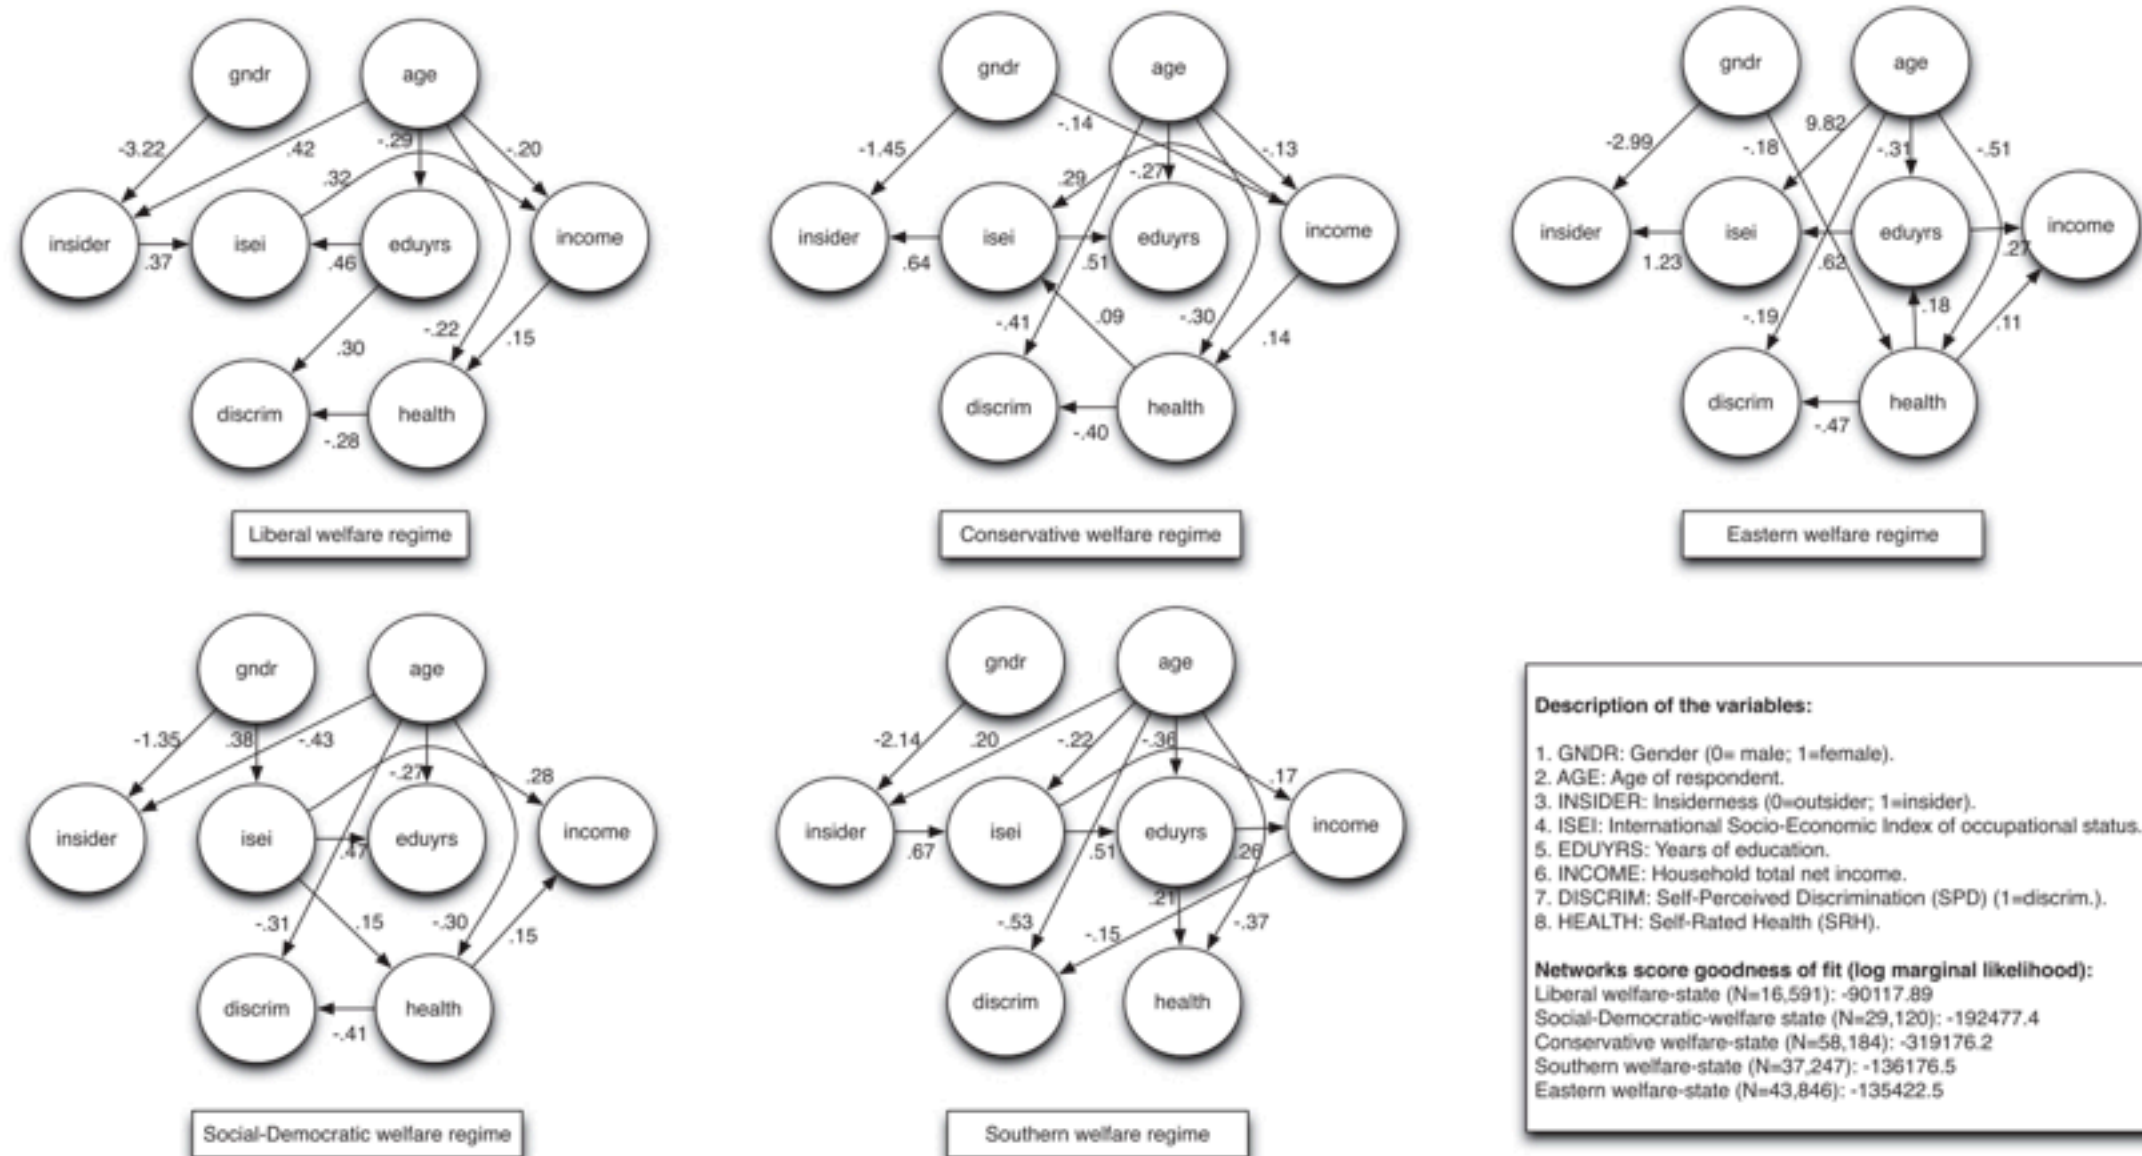 gndr
age
-3.22
.42
-.29
-.20
.32
insider
isei
eduyrs
income
.37
.46
-.22
.15
.30
discrim
health
-.28
Liberal welfare regime
gndr
age
-.14
-1.45
-.13
.29
-.27
insider
isei
eduyrs
income
.64
.51
-.41
.09
-.30
.14
discrim
health
-.40
Conservative welfare regime
gndr
age
9.82
-2.99
-.18
-.31
-.51
insider
isei
eduyrs
income
1.23
.62
.27
-.19
.18
.11
discrim
health
-.47
Eastern welfare regime
gndr
age
-1.35
.38
-.43
-.27
.28
insider
isei
eduyrs
income
.47
-.31
.15
-.30
.15
discrim
health
-.41
Social-Democratic welfare regime
gndr
age
-2.14
.20
-.22
-.36
.17
insider
isei
eduyrs
income
.67
.51
.26
.21
-.53
-.15
-.37
discrim
health
Southern welfare regime
Description of the variables:
1. GNDR: Gender (0= male; 1=female).
2. AGE: Age of respondent.
3. INSIDER: Insiderness (0=outsider; 1=insider).
4. ISEI: International Socio-Economic Index of occupational status.
5. EDUYRS: Years of education.
6. INCOME: Household total net income.
7. DISCRIM: Self-Perceived Discrimination (SPD) (1=discrim.).
8. HEALTH: Self-Rated Health (SRH).
Networks score goodness of fit (log marginal likelihood):
Liberal welfare-state (N=16,591): -90117.89
Social-Democratic-welfare state (N=29,120): -192477.4
Conservative welfare-state (N=58,184): -319176.2
Southern welfare-state (N=37,247): -136176.5
Eastern welfare-state (N=43,846): -135422.5